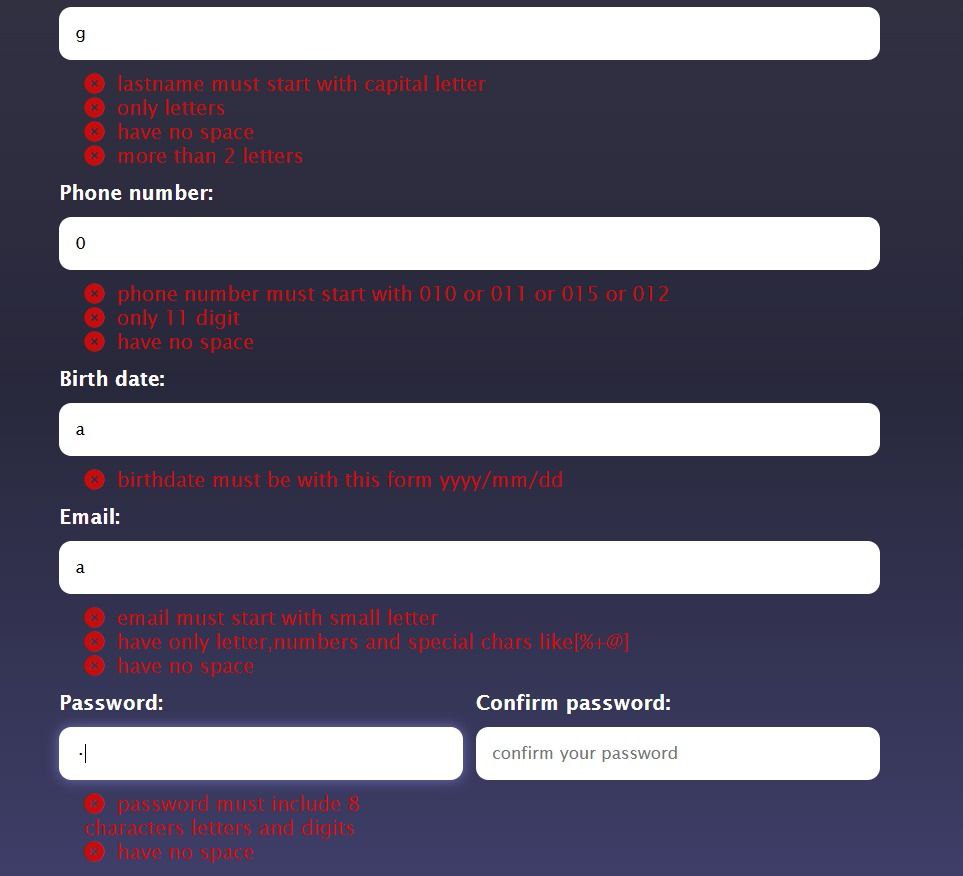 g
lastname must start with capital letter
only letters
have no space
more than 2 letters
Phone number:
0
phone number must start with 010 or 011 or 015 or 012
only 11 digit
have no space
Birth date:
a
birthdate must be with this form yyyy/mm/dd
Email:
a
email must start with small letter
have only letter,numbers and special chars like[%+@]
have no space
Password: Confirm password:
· confirm your password
password must include 8
characters letters and digits
have no space